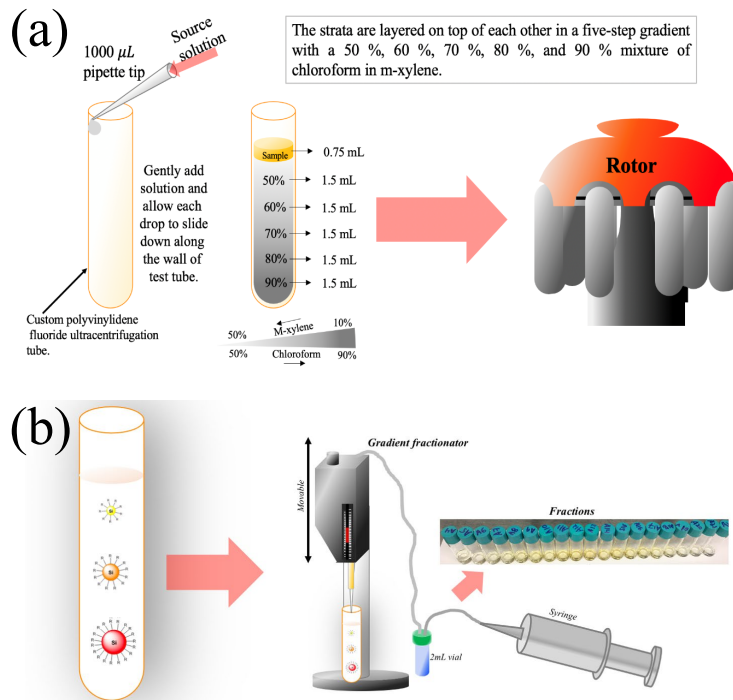 (a)
1000 μL
pipette tip
Source
solution
The strata are layered on top of each other in a five-step gradient
with a 50 %, 60 %, 70 %, 80 %, and 90 % mixture of
chloroform in m-xylene.
Gently add
solution and
allow each
drop to slide
down along
the wall of
test tube.
Custom polyvinylidene
fluoride ultracentrifugation
tube.
Sample
0.75 mL
50%
1.5 mL
60%
1.5 mL
70%
1.5 mL
80%
1.5 mL
90%
1.5 mL
50%
M-xylene
10%
50%
Chloroform
90%
Rotor
(b)
Si
Si
Si
Movable
Gradient fractionator
Fractions
2mL vial
Syringe